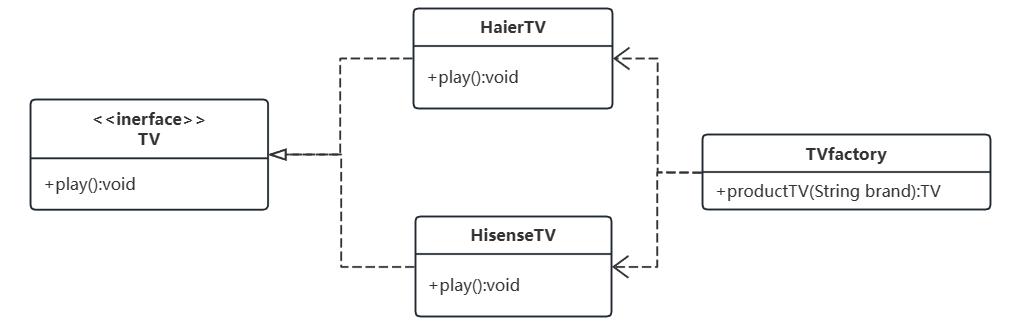 HaierTV
+play():void
<<inerface>>
TV
+play():void
TVfactory
+productTV(String brand):TV
HisenseTV
+play():void